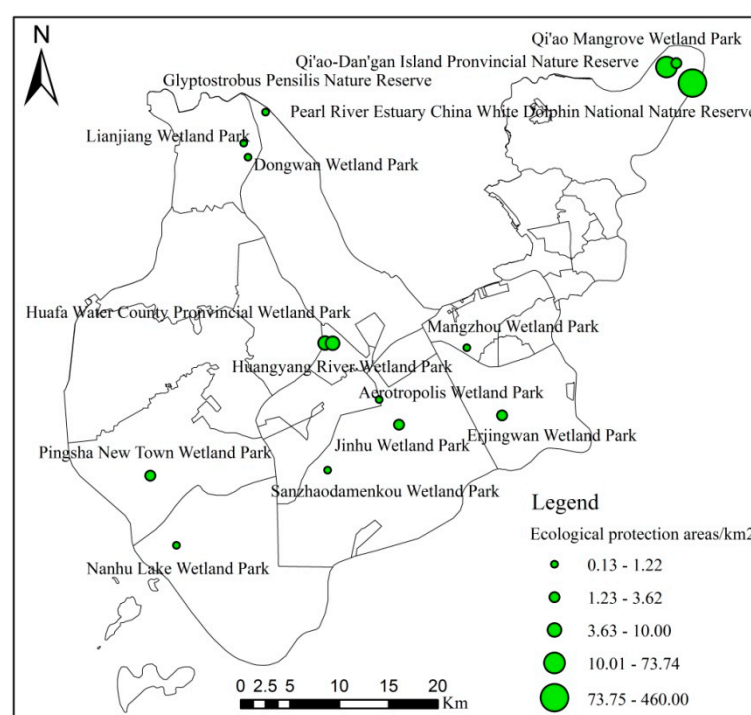 N
Qi'ao Mangrove Wetland Park
Qi'ao-Dan'gan Island Pronvincial Nature Reserve
Glyptostrobus Pensilis Nature Reserve
Pearl River Estuary China White Dolphin National Nature Reserve
Lianjiang Wetland Park
Dongwan Wetland Park
Huafa Water County Pronvincial Wetland Park
Mangzhou Wetland Park
Huangyang River Wetland Park
Aerotropolis Wetland Park
Erjingwan Wetland Park
Jinhu Wetland Park
Pingsha New Town Wetland Park
Sanzhaodamenkou Wetland Park
Nanhu Lake Wetland Park
Legend
Ecological protection areas/km2
0.13 - 1.22
1.23 - 3.62
3.63 - 10.00
10.01 - 73.74
73.75 - 460.00
0 2.5 5 10 15 20
Km